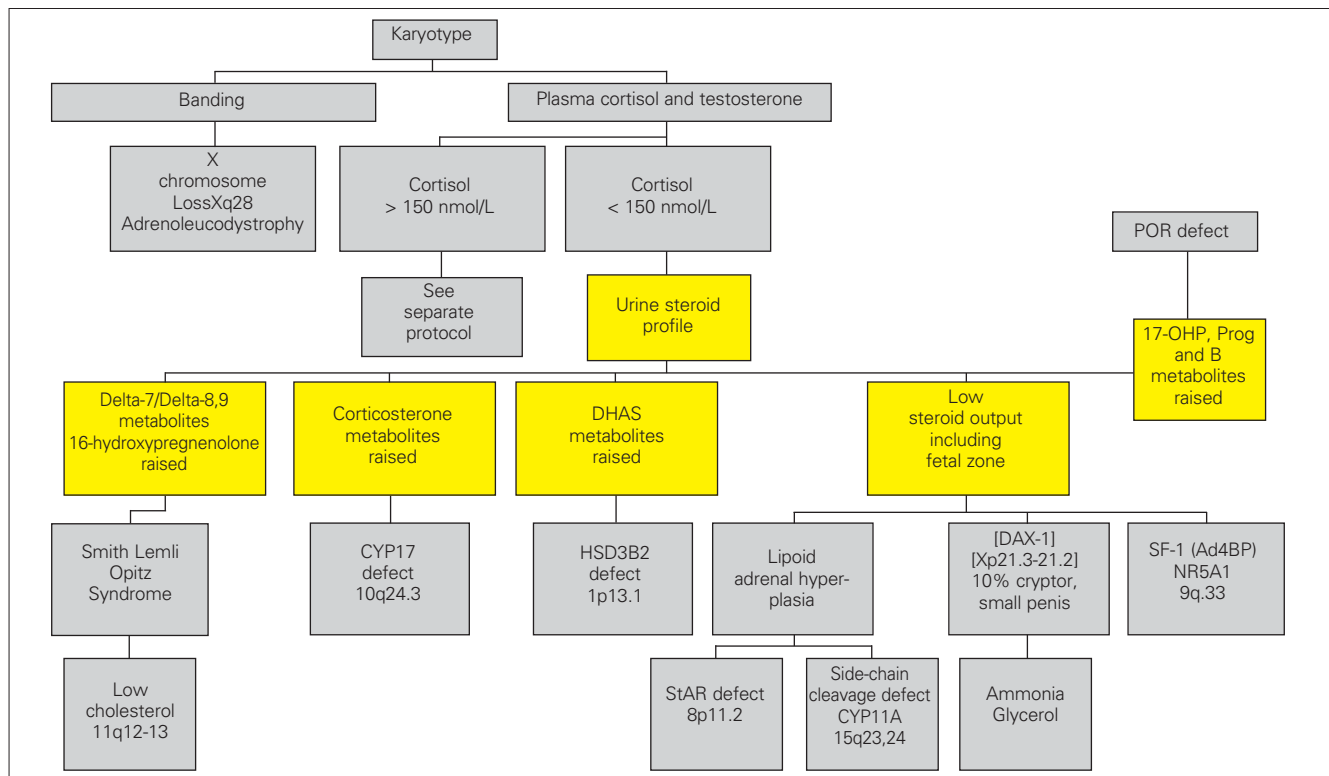 Karyotype
Banding
Plasma cortisol and testosterone
X
chromosome
LossXq28
Adrenoleucodystrophy
Cortisol
> 150 nmol/L
Cortisol
< 150 nmol/L
POR defect
See
separate
protocol
Urine steroid
profile
17-OHP, Prog
and B
metabolites
raised
Delta-7/Delta-8,9
metabolites
16-hydroxypregnenolone
raised
Corticosterone
metabolites
raised
DHAS
metabolites
raised
Low
steroid output
including
fetal zone
Smith Lemli
Opitz
Syndrome
CYP17
defect
10q24.3
HSD3B2
defect
1p13.1
Lipoid
adrenal hyper-
plasia
[DAX-1]
[Xp21.3-21.2]
10% cryptor,
small penis
SF-1 (Ad4BP)
NR5A1
9q.33
Low
cholesterol
11q12-13
StAR defect
8p11.2
Side-chain
cleavage defect
CYP11A
15q23,24
Ammonia
Glycerol